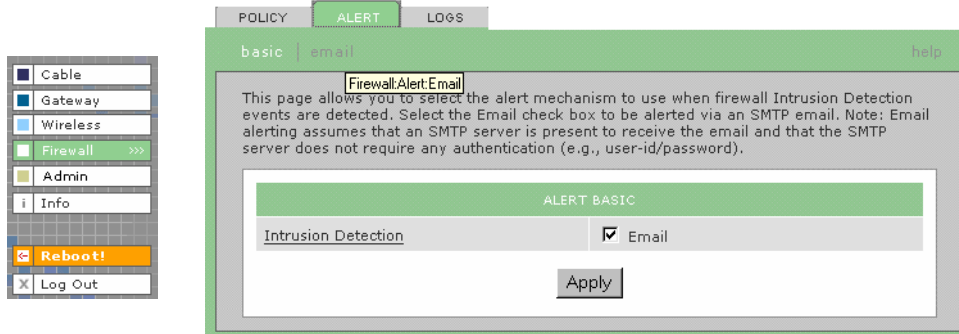 POLICY ALERT LOGS
basic | email help
Firewall:Alert:Email
Cable
Gateway
Wireless
Firewall >>>
Admin
i Info
Reboot!
X Log Out
This page allows you to select the alert mechanism to use when firewall Intrusion Detection
events are detected. Select the Email check box to be alerted via an SMTP email. Note: Email
alerting assumes that an SMTP server is present to receive the email and that the SMTP
server does not require any authentication (e.g., user-id/password).
ALERT BASIC
Intrusion Detection Email
Apply